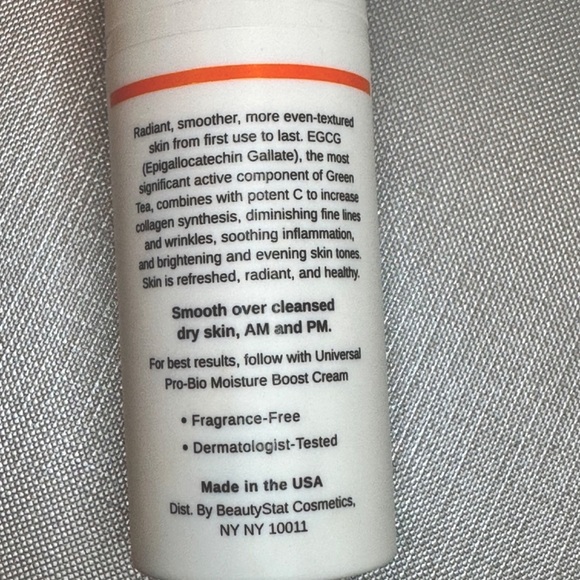 Radiant, smoother, more even-textured
skin from first use to last. EGCG
(Epigallocatechin Gallate), the most
significant active component of Green
Tea, combines with potent C to increase
collagen synthesis, diminishing fine lines
and wrinkles, soothing inflammation,
and brightening and evening skin tones.
Skin is refreshed, radiant, and healthy.
Smooth over cleansed
dry skin, AM and PM.
For best results, follow with Universal
Pro-Bio Moisture Boost Cream
• Fragrance-Free
• Dermatologist-Tested
Made in the USA
Dist. By BeautyStat Cosmetics,
NY NY 10011